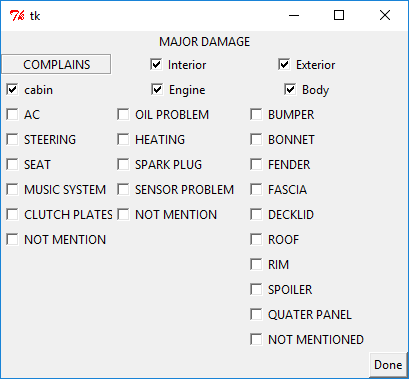 tk
MAJOR DAMAGE
COMPLAINS Interior Exterior
cabin Engine Body
AC OIL PROBLEM BUMPER
STEERING HEATING BONNET
SEAT SPARK PLUG FENDER
MUSIC SYSTEM SENSOR PROBLEM FASCIA
CLUTCH PLATES NOT MENTION DECKLID
NOT MENTION ROOF
RIM
SPOILER
QUATER PANEL
NOT MENTIONED
Done